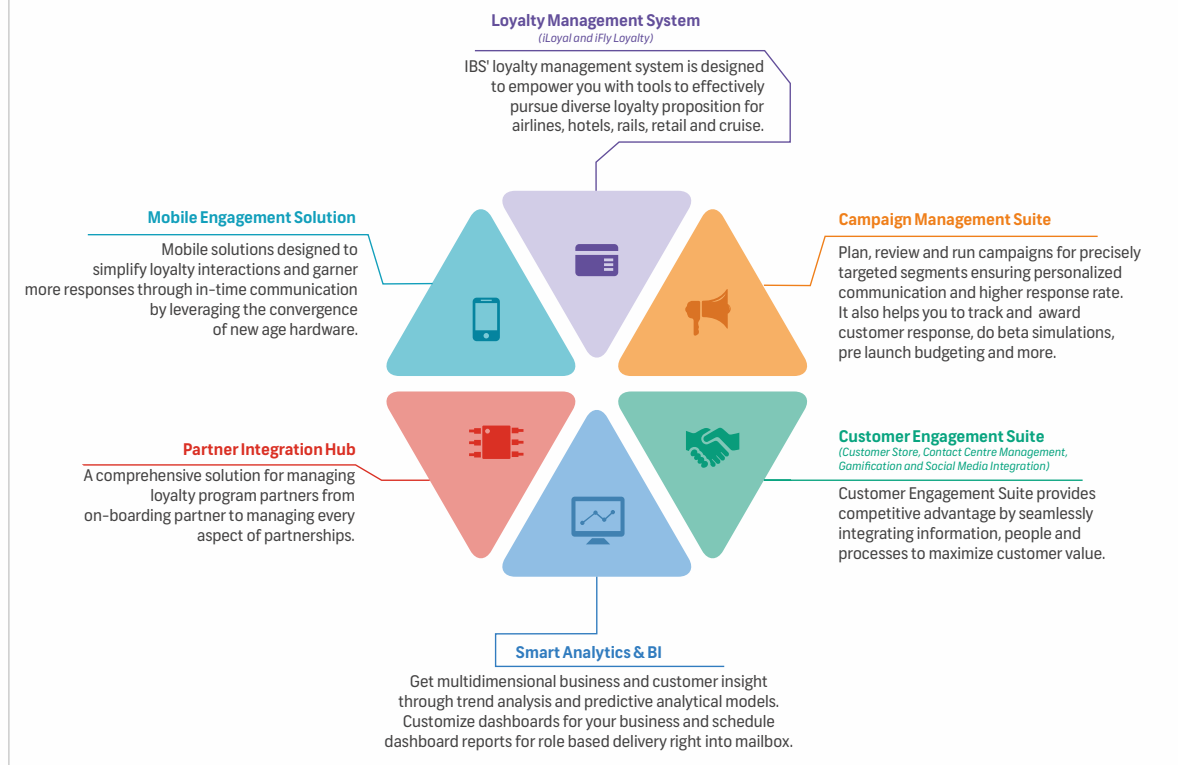 Loyalty Management System
(iLoyal and iFly Loyalty)
IBS' loyalty management system is designed
to empower you with tools to effectively
pursue diverse loyalty proposition for
airlines, hotels, rails, retail and cruise.
Mobile Engagement Solution
Mobile solutions designed to
simplify loyalty interactions and garner
more responses through in-time communication
by leveraging the convergence
of new age hardware.
Campaign Management Suite
Plan, review and run campaigns for precisely
targeted segments ensuring personalized
communication and higher response rate.
It also helps you to track and award
customer response, do beta simulations,
pre launch budgeting and more.
Partner Integration Hub
A comprehensive solution for managing
loyalty program partners from
on-boarding partner to managing every
aspect of partnerships.
Customer Engagement Suite
(Customer Store, Contact Centre Management,
Gamification and Social Media Integration)
Customer Engagement Suite provides
competitive advantage by seamlessly
integrating information, people and
processes to maximize customer value.
Smart Analytics & BI
Get multidimensional business and customer insight
through trend analysis and predictive analytical models.
Customize dashboards for your business and schedule
dashboard reports for role based delivery right into mailbox.